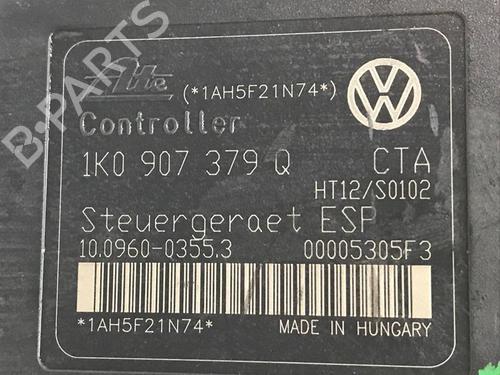 B-PARTS
Ate (*1AH5F21N74*)
Controller
1K0 907 379 Q CTA
HT12/S0102
Steuergeraet ESP
10.0960-0355.3 00005305F3
*1AH5F21N74* MADE IN HUNGARY